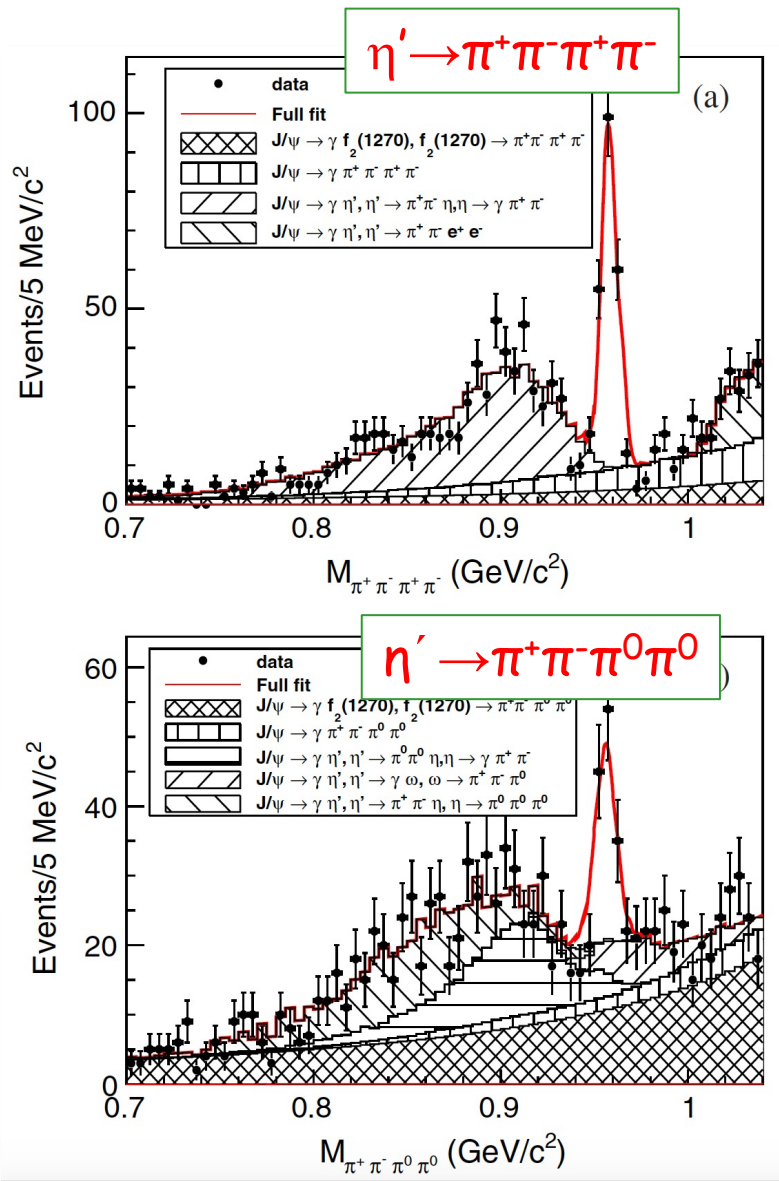 η′→π⁺π⁻π⁺π⁻
(a)
data
Full fit
J/ψ → γ f₂(1270), f₂(1270) → π⁺π⁻ π⁺ π⁻
J/ψ → γ π⁺ π⁻ π⁺ π⁻
J/ψ → γ η', η' → π⁺π⁻ η,η → γ π⁺ π⁻
J/ψ → γ η', η' → π⁺ π⁻ e⁺ e⁻
100
50
0
Events/5 MeV/c²
0.7 0.8 0.9 1
M_π⁺ π⁻ π⁺ π⁻ (GeV/c²)
η′→π⁺π⁻π⁰π⁰
)
data
Full fit
J/ψ → γ f₂(1270), f₂(1270) → π⁺π⁻ π⁰ π⁰
J/ψ → γ π⁺ π⁻ π⁰ π⁰
J/ψ → γ η', η' → π⁰π⁰ η,η → γ π⁺ π⁻
J/ψ → γ η', η' → γ ω, ω → π⁺ π⁻ π⁰
J/ψ → γ η', η' → π⁺ π⁻ η, η → π⁰ π⁰ π⁰
60
40
20
0
Events/5 MeV/c²
0.7 0.8 0.9 1
M_π⁺ π⁻ π⁰ π⁰ (GeV/c²)